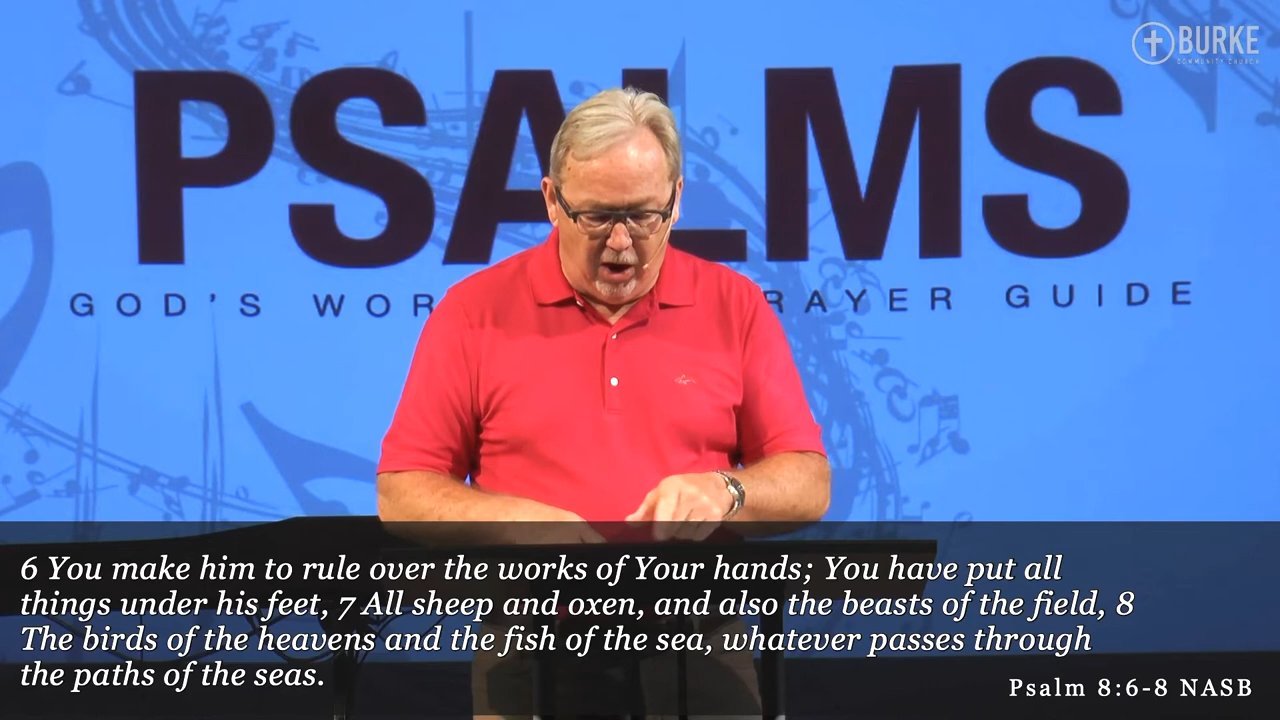 BURKE
COMMUNITY CHURCH
PSALMS
GOD'S WOR RAYER GUIDE
6 You make him to rule over the works of Your hands; You have put all
things under his feet, 7 All sheep and oxen, and also the beasts of the field, 8
The birds of the heavens and the fish of the sea, whatever passes through
the paths of the seas.
Psalm 8:6-8 NASB